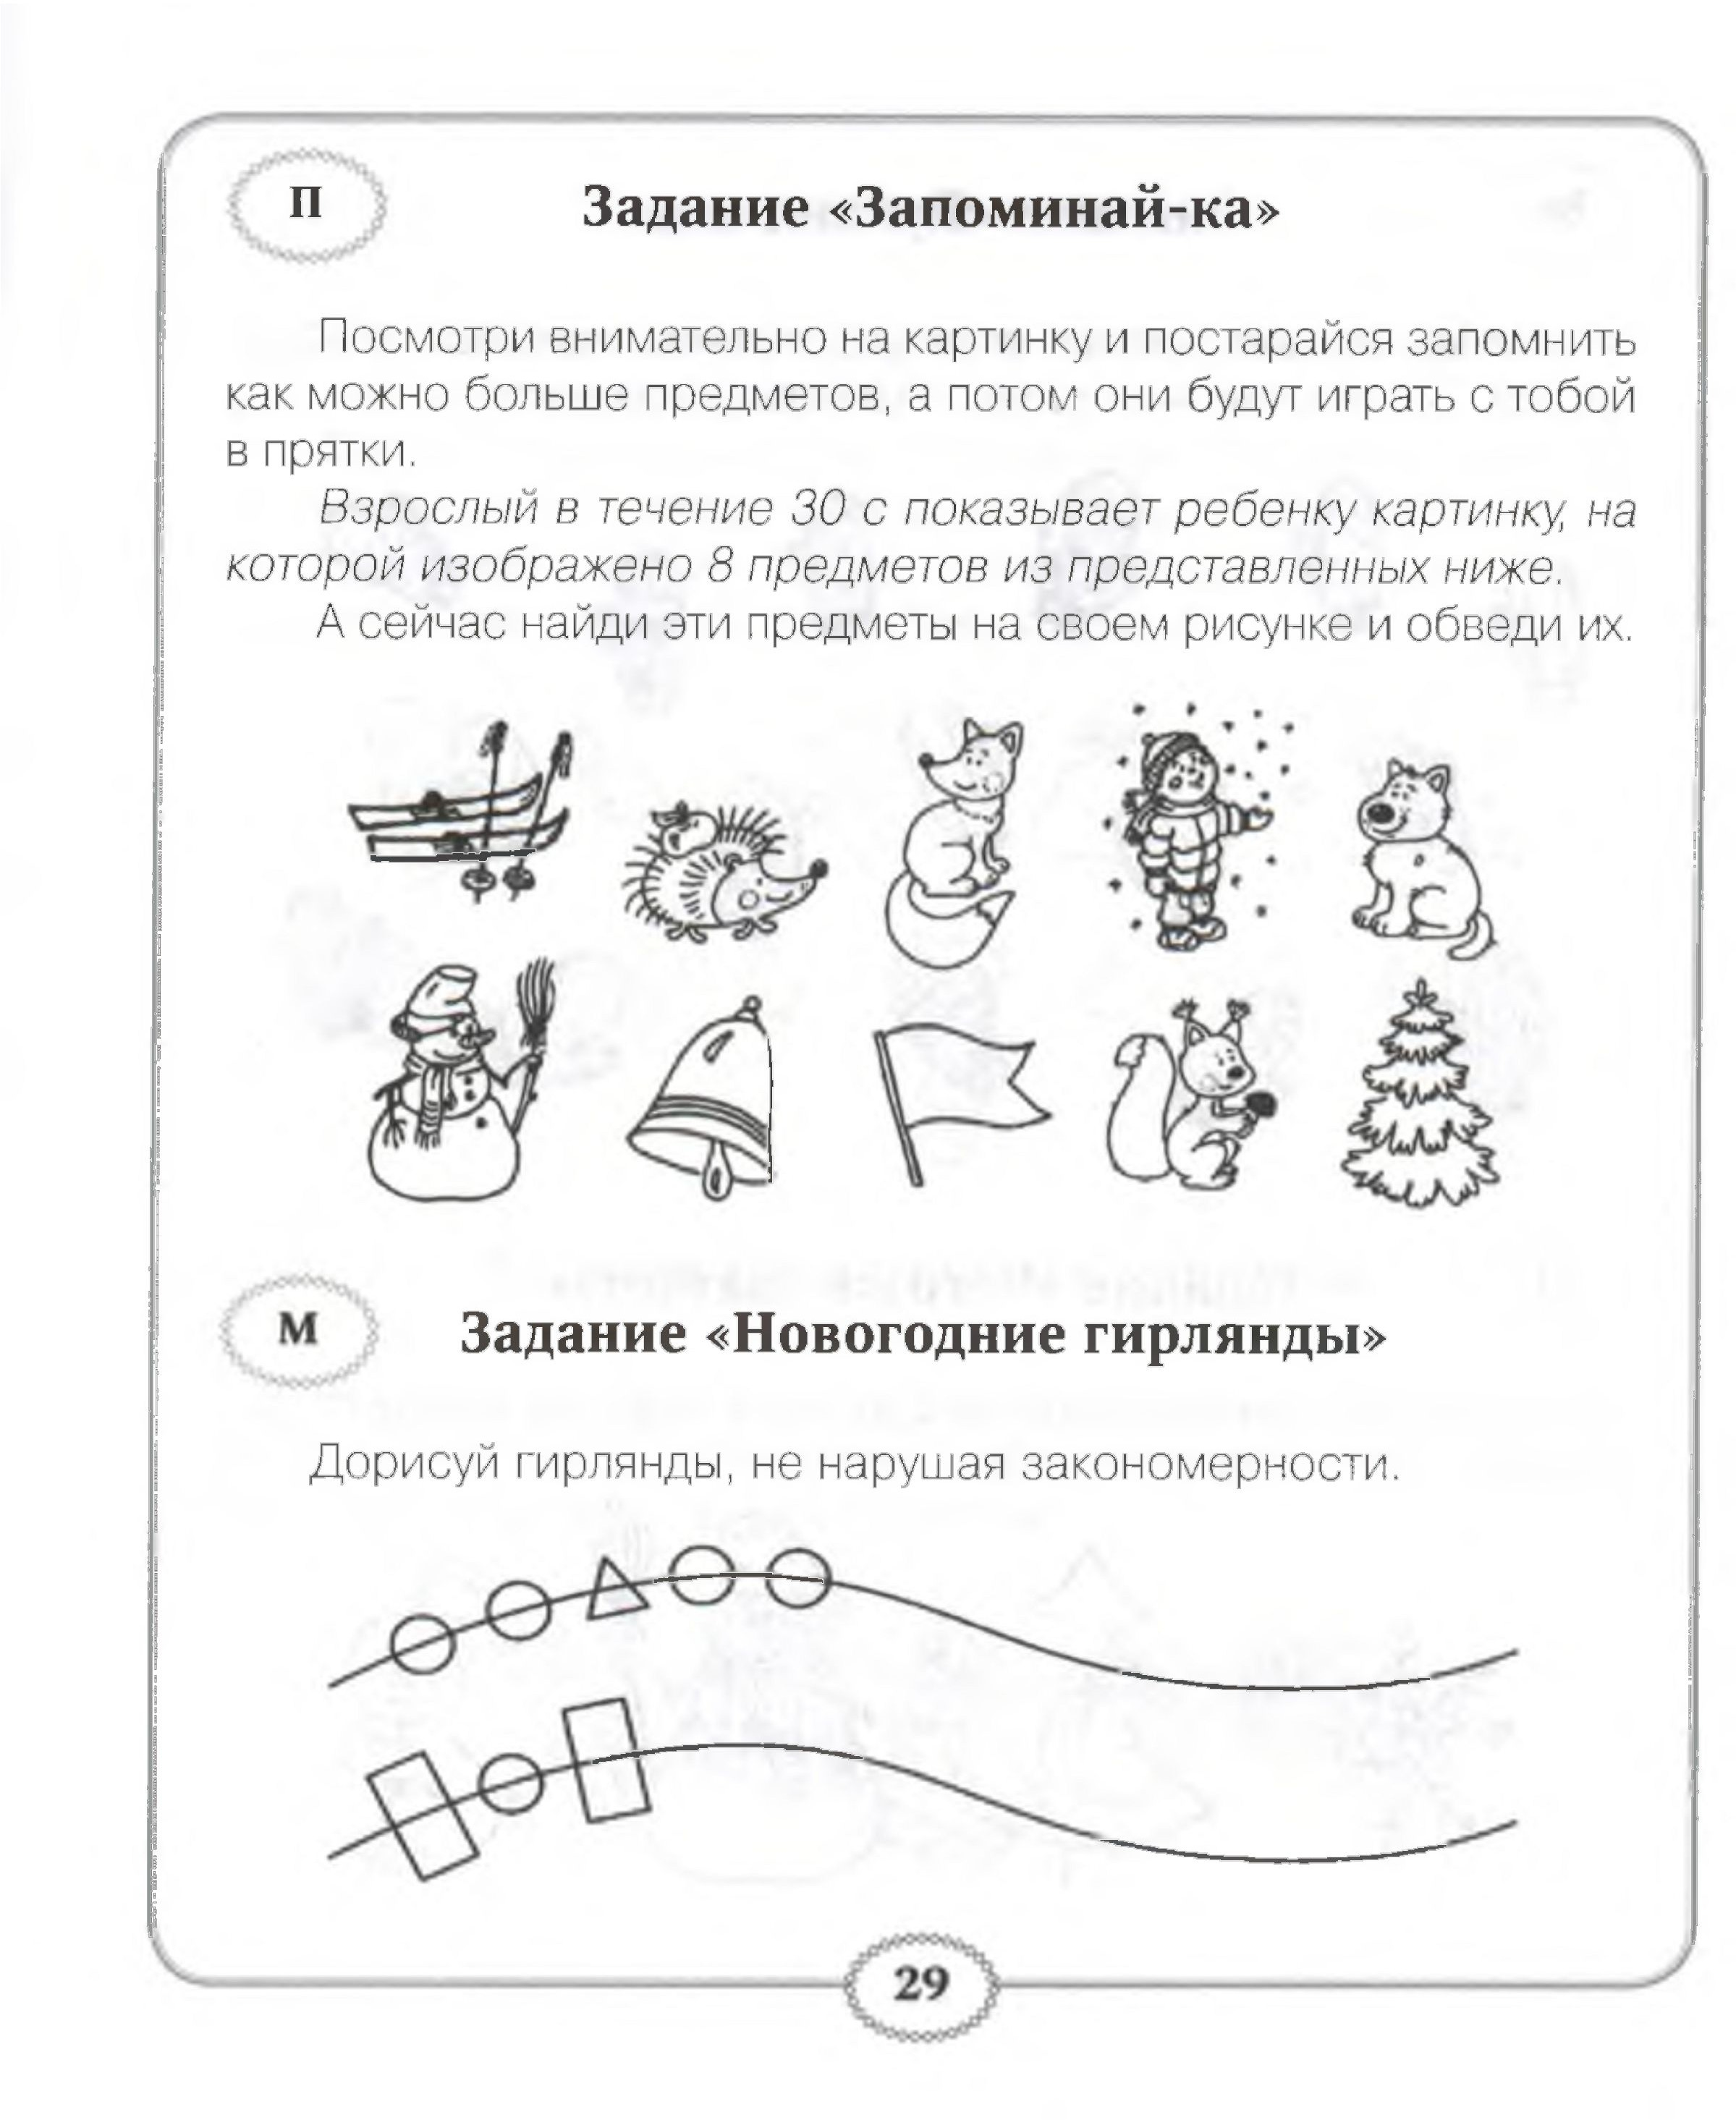 П
Задание «Запоминай-ка»
Посмотри внимательно на картинку и постарайся запомнить
как можно больше предметов, а потом они будут играть с тобой
в прятки.
Взрослый в течение 30 с показывает ребенку картинку, на
которой изображено 8 предметов из представленных ниже.
А сейчас найди эти предметы на своем рисунке и обведи их.
М
Задание «Новогодние гирлянды»
Дорисуй гирлянды, не нарушая закономерности.
29